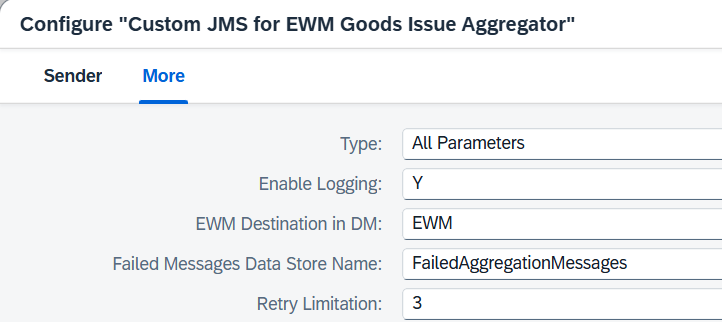 Configure "Custom JMS for EWM Goods Issue Aggregator"
Sender More
Type: All Parameters
Enable Logging: Y
EWM Destination in DM: EWM
Failed Messages Data Store Name: FailedAggregationMessages
Retry Limitation: 3